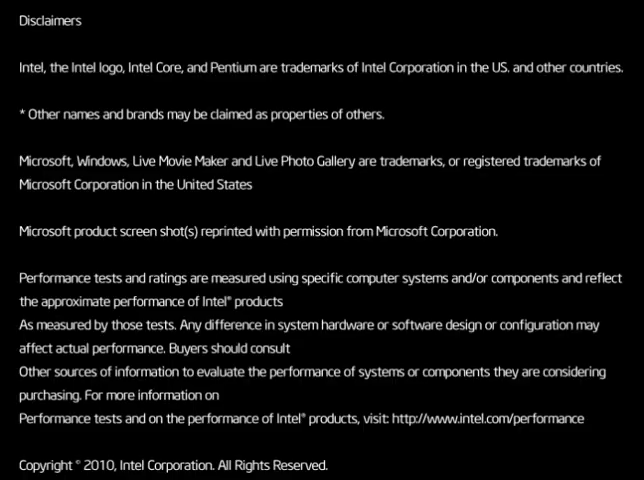 Disclaimers
Intel, the Intel logo, Intel Core, and Pentium are trademarks of Intel Corporation in the US. and other countries.
* Other names and brands may be claimed as properties of others.
Microsoft, Windows, Live Movie Maker and Live Photo Gallery are trademarks, or registered trademarks of
Microsoft Corporation in the United States
Microsoft product screen shot(s) reprinted with permission from Microsoft Corporation.
Performance tests and ratings are measured using specific computer systems and/or components and reflect
the approximate performance of Intel® products
As measured by those tests. Any difference in system hardware or software design or configuration may
affect actual performance. Buyers should consult
Other sources of information to evaluate the performance of systems or components they are considering
purchasing. For more information on
Performance tests and on the performance of Intel® products, visit: http://www.intel.com/performance
Copyright © 2010, Intel Corporation. All Rights Reserved.